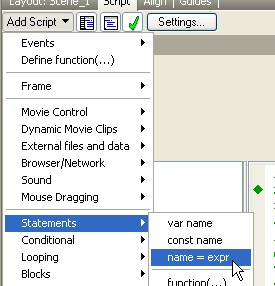 Layout: Scene_1 Script Align Guides
Add Script Settings...
Events
Define function(...)
Frame
Movie Control
Dynamic Movie Clips
External files and data
Browser/Network
Sound
Mouse Dragging
Statements
Conditional
Looping
Blocks
var name
const name
name = expr
function(...)